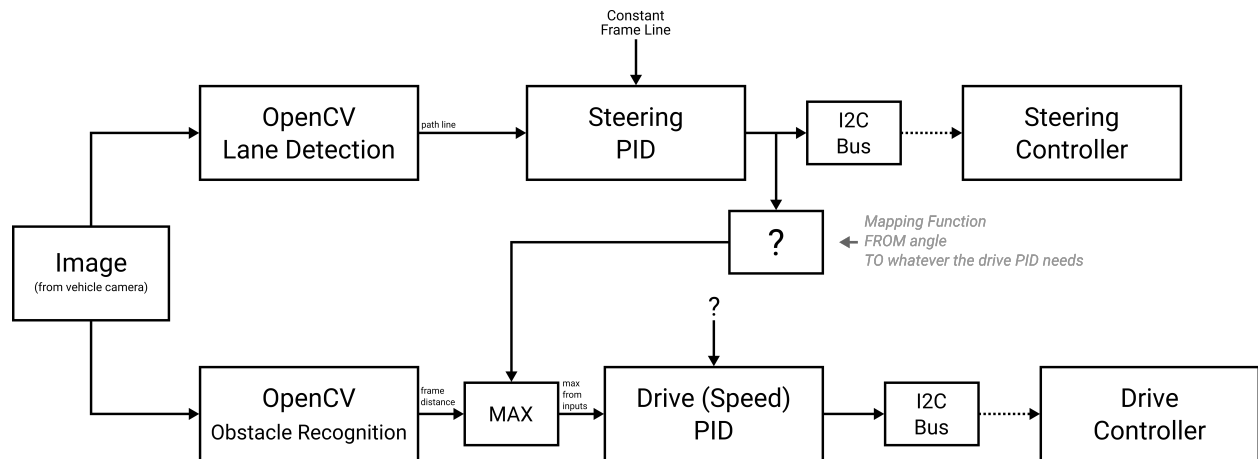 Constant
Frame Line
OpenCV
Lane Detection
path line
Steering
PID
I2C
Bus
Steering
Controller
?
Mapping Function
FROM angle
TO whatever the drive PID needs
Image
(from vehicle camera)
?
OpenCV
Obstacle Recognition
frame
distance
MAX
max
from
inputs
Drive (Speed)
PID
I2C
Bus
Drive
Controller